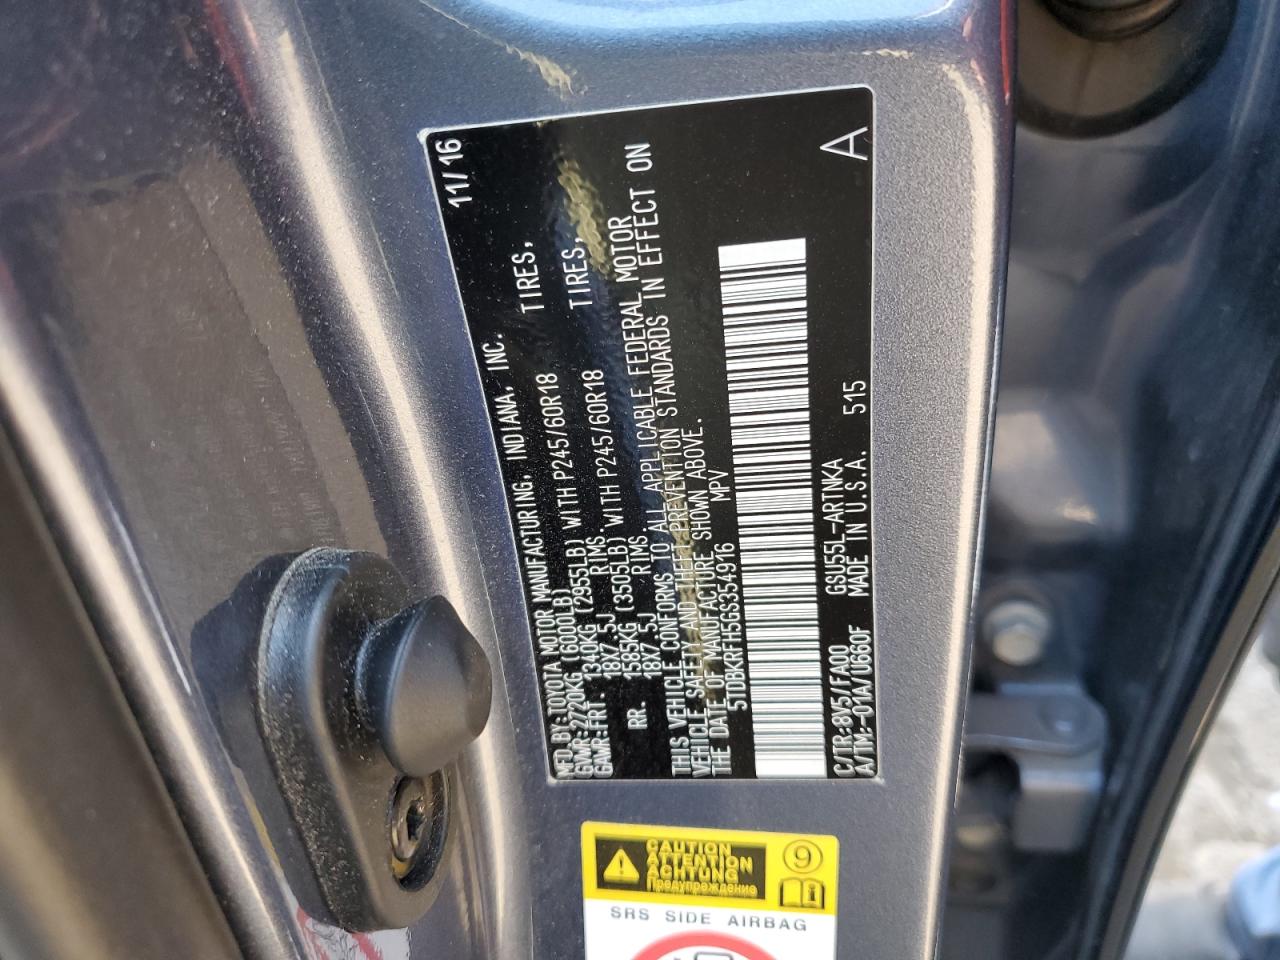 11/16
MFD.BY:TOYOTA MOTOR MANUFACTURING, INDIANA, INC.
GVWR:2720KG (6000LB)
GAWR:FRT. 1340KG (2955LB) WITH P245/60R18 TIRES,
18X7.5J RIMS.
RR. 1585KG (3505LB) WITH P245/60R18 TIRES,
18X7.5J RIMS
THIS VEHICLE CONFORMS TO ALL APPLICABLE FEDERAL MOTOR
VEHICLE SAFETY AND THEFT PREVENTION STANDARDS IN EFFECT ON
THE DATE OF MANUFACTURE SHOWN ABOVE.
5TDBKRFH5GS354916 MPV
A
C/TR:8V5/FA00 GSU55L-ARTNKA 515
A/TM:-01A/U660F MADE IN U.S.A.
CAUTION
ATTENTION
ACHTUNG
Предупреждение
9
SRS SIDE AIRBAG